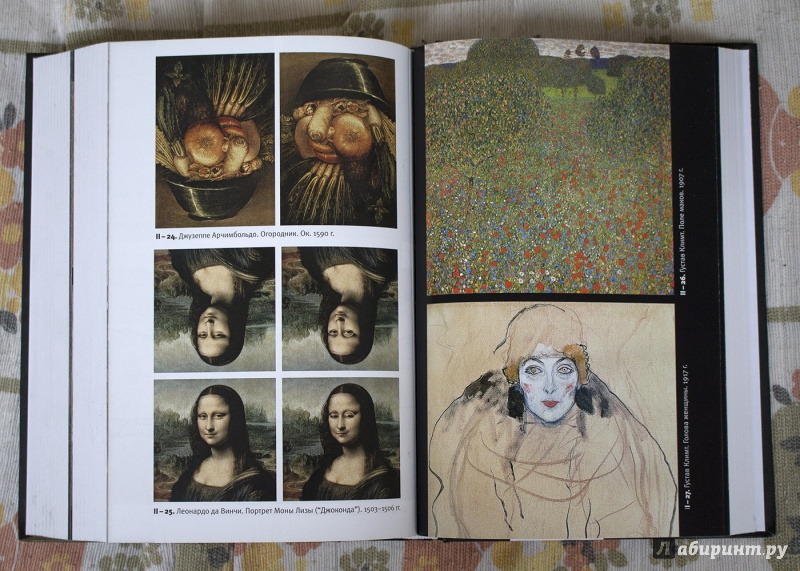 II – 24. Джузеппе Арчимбольдо. Огородник. Ок. 1590 г.
II – 25. Леонардо да Винчи. Портрет Моны Лизы ("Джоконда"). 1503–1506 гг.
II – 26. Густав Климт. Поле маков. 1907 г.
II – 27. Густав Климт. Голова женщины. 1917 г.
Лабиринт.ру